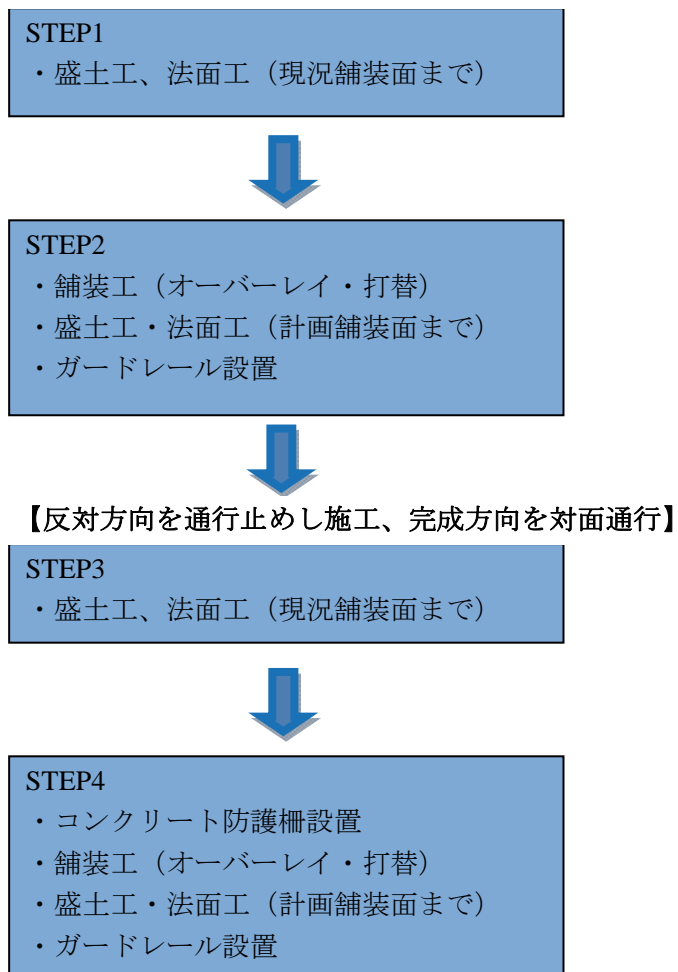 STEP1
・盛土工、法面工（現況舗装面まで）
STEP2
・舗装工（オーバーレイ・打替）
・盛土工・法面工（計画舗装面まで）
・ガードレール設置
【反対方向を通行止めし施工、完成方向を対面通行】
STEP3
・盛土工、法面工（現況舗装面まで）
STEP4
・コンクリート防護柵設置
・舗装工（オーバーレイ・打替）
・盛土工・法面工（計画舗装面まで）
・ガードレール設置